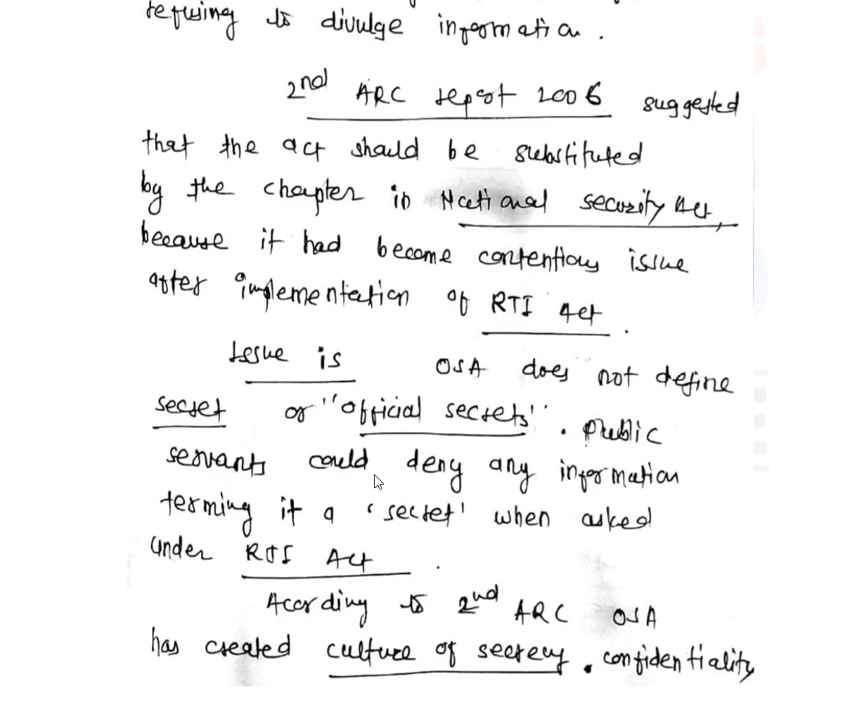 refusing to divulge information.
2nd ARC report 2006 suggested
that the act should be substituted
by the chapter in National security Act,
because it had become contentious issue
after implementation of RTI Act.
Issue is OSA does not define
secret or "official secrets". public
servants could deny any information
terming it a 'secret' when asked
under RTI Act.
Acording to 2nd ARC OSA
has created culture of secrecy. confidentiality